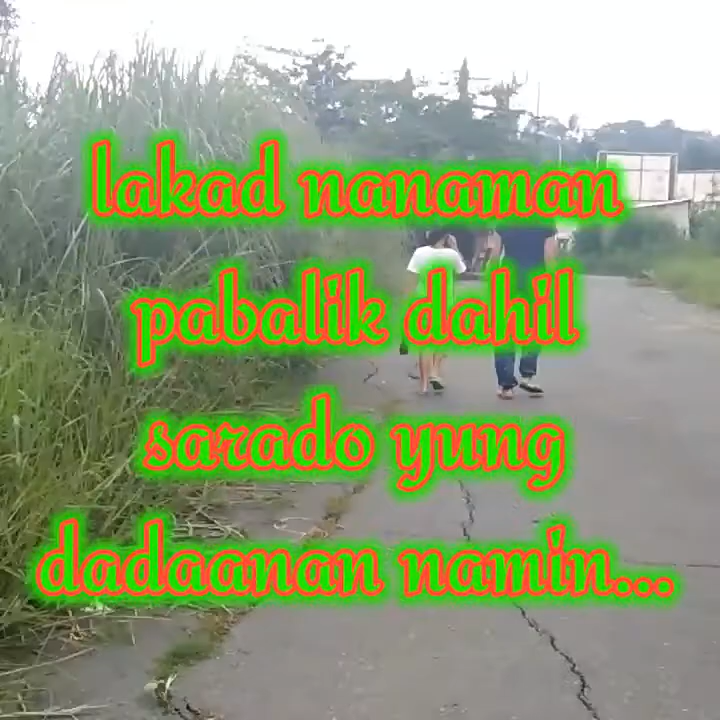 lakad nanaman
pabalik dahil
sarado yung
dadaanan namin...